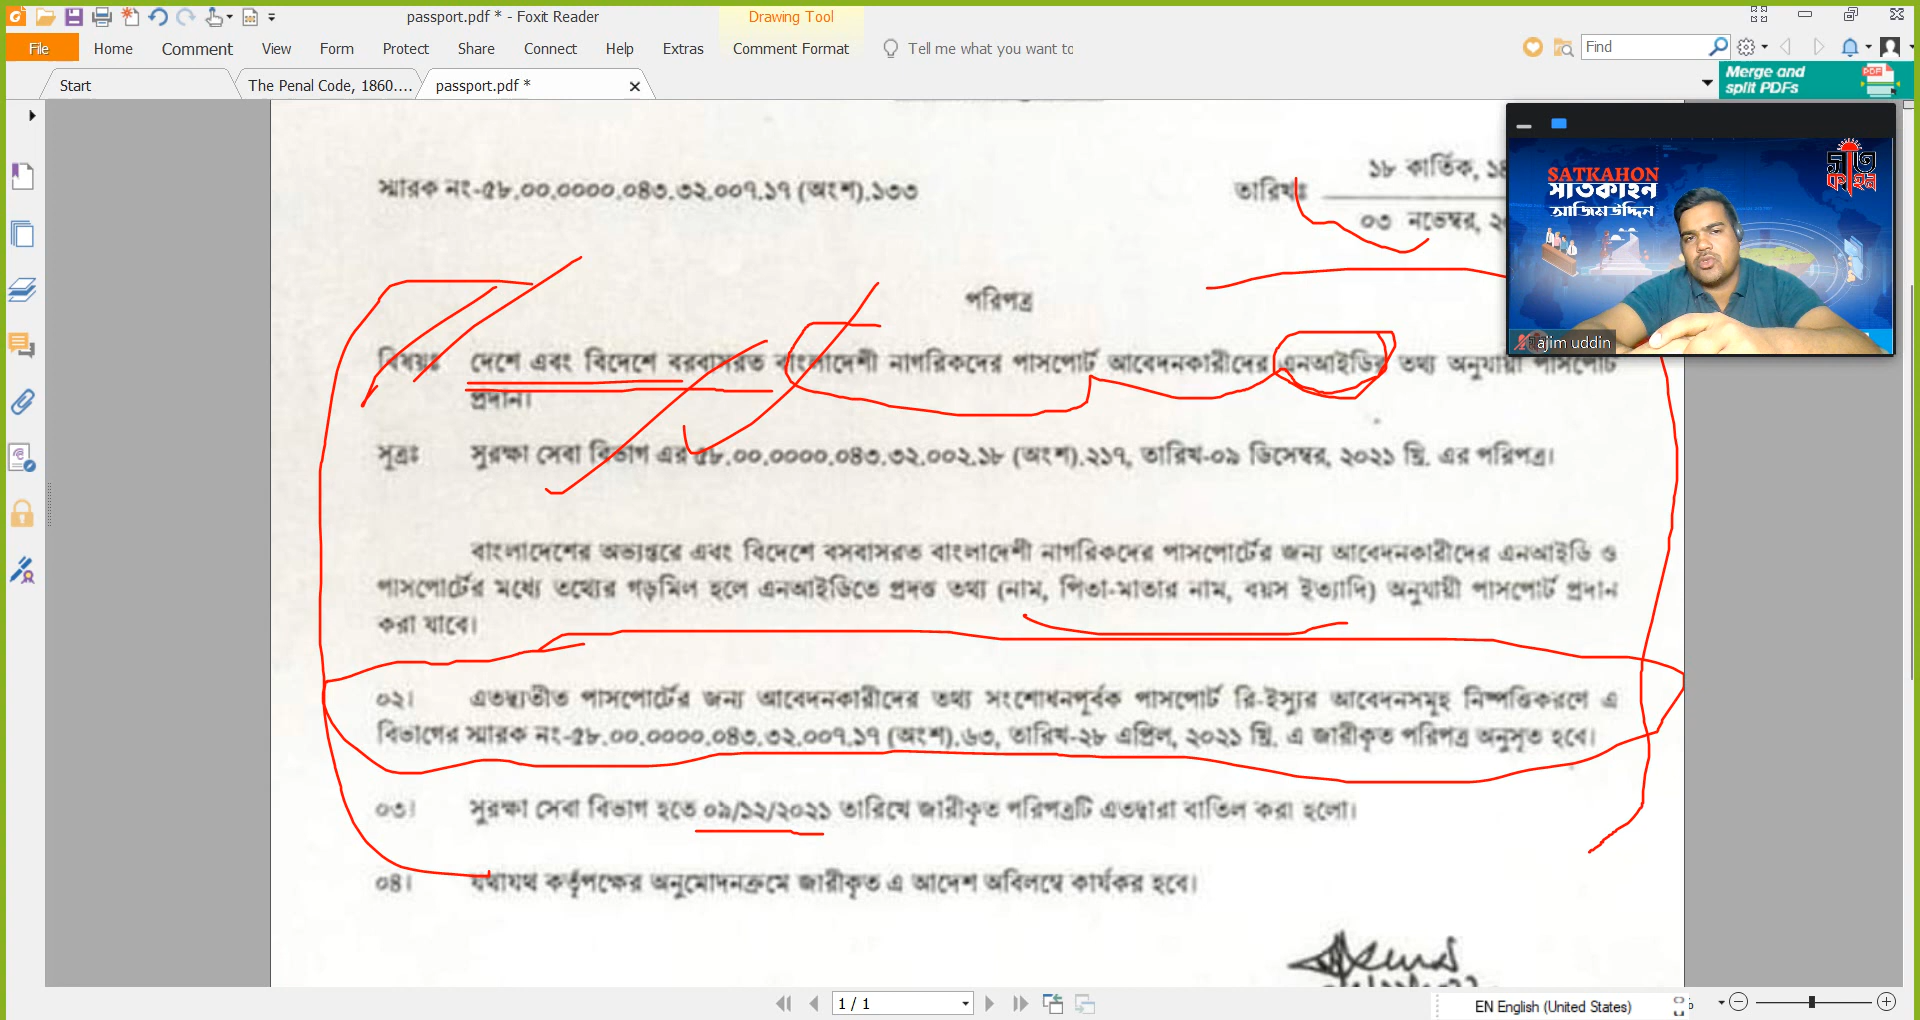 passport.pdf * - Foxit Reader
Drawing Tool
File Home Comment View Form Protect Share Connect Help Extras Comment Format Tell me what you want to
Find
Start The Penal Code, 1860.... passport.pdf *
Merge and
split PDFs
স্মারক নং-৫৮.০০.০০০০.০৪৩.৩২.০০৭.১৭ (অংশ).১৩৩
তারিখঃ
১৮ কার্তিক, ১৪
০৩ নভেম্বর, ২০
SATKAHON
সাতকাহন
আজিমউদ্দিন
সাত
কাহন
ajim uddin
পরিপত্র
বিষয়ঃ দেশে এবং বিদেশে বরবাসরত বাংলাদেশী নাগরিকদের পাসপোর্ট আবেদনকারীদের এনআইডির তথ্য অনুযায়ী পাসপোর্ট
প্রদান।
সূত্রঃ সুরক্ষা সেবা বিভাগ এর ৫৮.০০.০০০০.০৪৩.৩২.০০২.১৮ (অংশ).২১৭, তারিখ-০৯ ডিসেম্বর, ২০২১ খ্রি. এর পরিপত্র।
বাংলাদেশের অভ্যন্তরে এবং বিদেশে বসবাসরত বাংলাদেশী নাগরিকদের পাসপোর্টের জন্য আবেদনকারীদের এনআইডি ও
পাসপোর্টের মধ্যে তথ্যের গড়মিল হলে এনআইডিতে প্রদত্ত তথ্য (নাম, পিতা-মাতার নাম, বয়স ইত্যাদি) অনুযায়ী পাসপোর্ট প্রদান
করা যাবে।
০২। এতদ্ব্যতীত পাসপোর্টের জন্য আবেদনকারীদের তথ্য সংশোধনপূর্বক পাসপোর্ট রি-ইস্যুর আবেদনসমূহ নিষ্পত্তিকরণে এ
বিভাগের স্মারক নং-৫৮.০০.০০০০.০৪৩.৩২.০০৭.১৭ (অংশ).৬৩, তারিখ-২৮ এপ্রিল, ২০২১ খ্রি. এ জারীকৃত পরিপত্র অনুসৃত হবে।
০৩। সুরক্ষা সেবা বিভাগ হতে ০৯/১২/২০২১ তারিখে জারীকৃত পরিপত্রটি এতদ্বারা বাতিল করা হলো।
০৪। যথাযথ কর্তৃপক্ষের অনুমোদনক্রমে জারীকৃত এ আদেশ অবিলম্বে কার্যকর হবে।
1 / 1
EN English (United States)